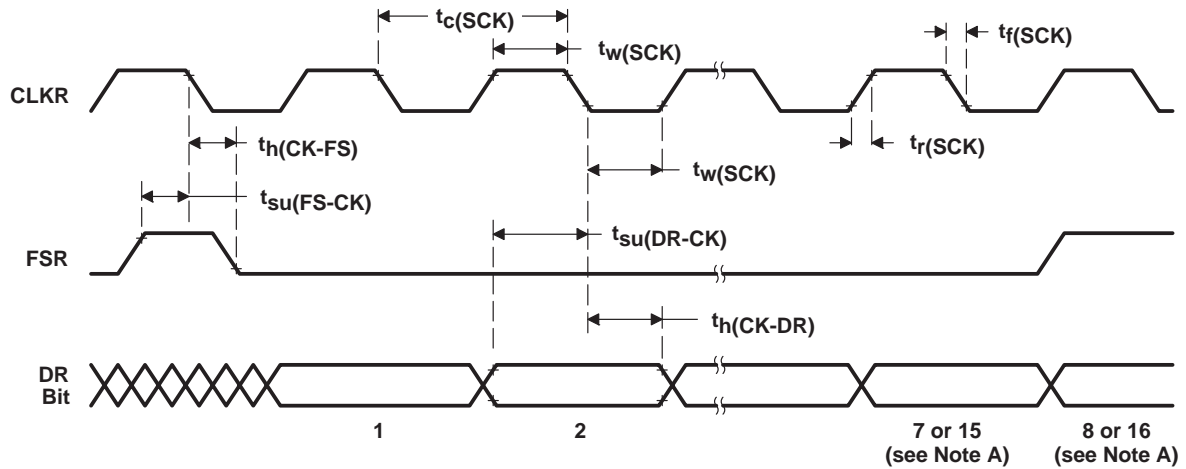 tc(SCK)
tw(SCK)
tf(SCK)
CLKR
th(CK-FS)
tr(SCK)
tw(SCK)
tsu(FS-CK)
tsu(DR-CK)
FSR
th(CK-DR)
DR
Bit
1
2
7 or 15
(see Note A)
8 or 16
(see Note A)